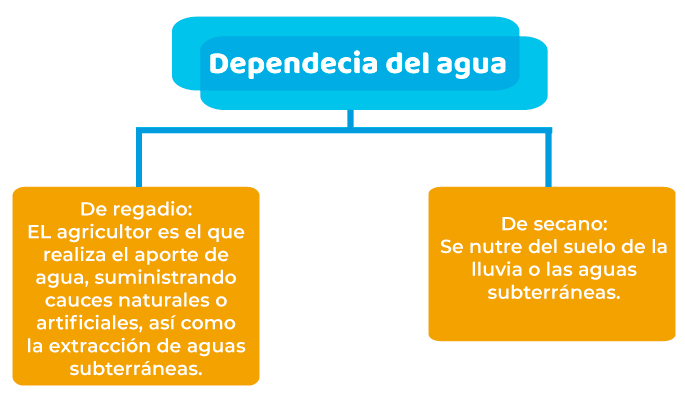 Dependecia del agua
De regadio:
EL agricultor es el que
realiza el aporte de
agua, suministrando
cauces naturales o
artificiales, así como
la extracción de aguas
subterráneas.
De secano:
Se nutre del suelo de la
lluvia o las aguas
subterráneas.